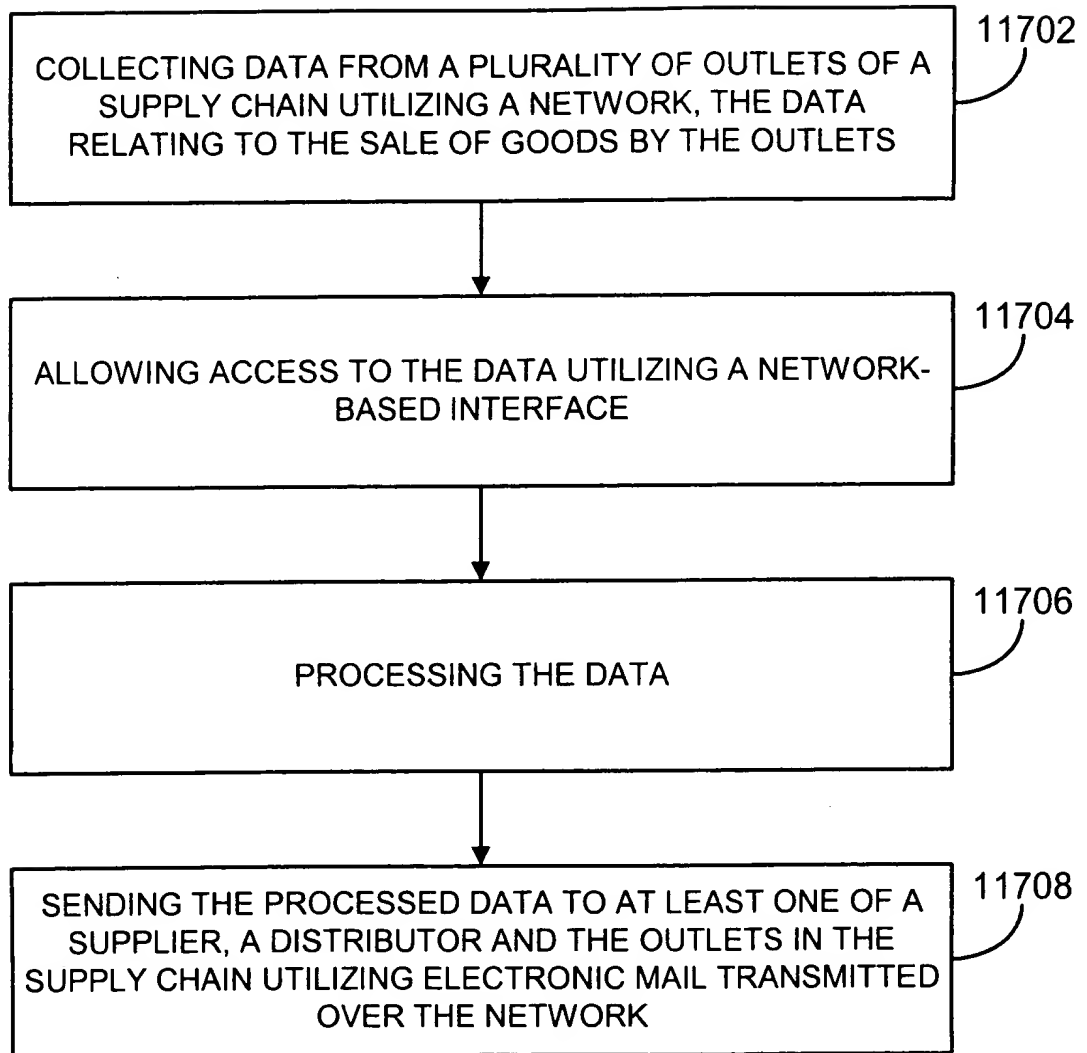 11702
COLLECTING DATA FROM A PLURALITY OF OUTLETS OF A
SUPPLY CHAIN UTILIZING A NETWORK, THE DATA
RELATING TO THE SALE OF GOODS BY THE OUTLETS
11704
ALLOWING ACCESS TO THE DATA UTILIZING A NETWORK-
BASED INTERFACE
11706
PROCESSING THE DATA
11708
SENDING THE PROCESSED DATA TO AT LEAST ONE OF A
SUPPLIER, A DISTRIBUTOR AND THE OUTLETS IN THE
SUPPLY CHAIN UTILIZING ELECTRONIC MAIL TRANSMITTED
OVER THE NETWORK